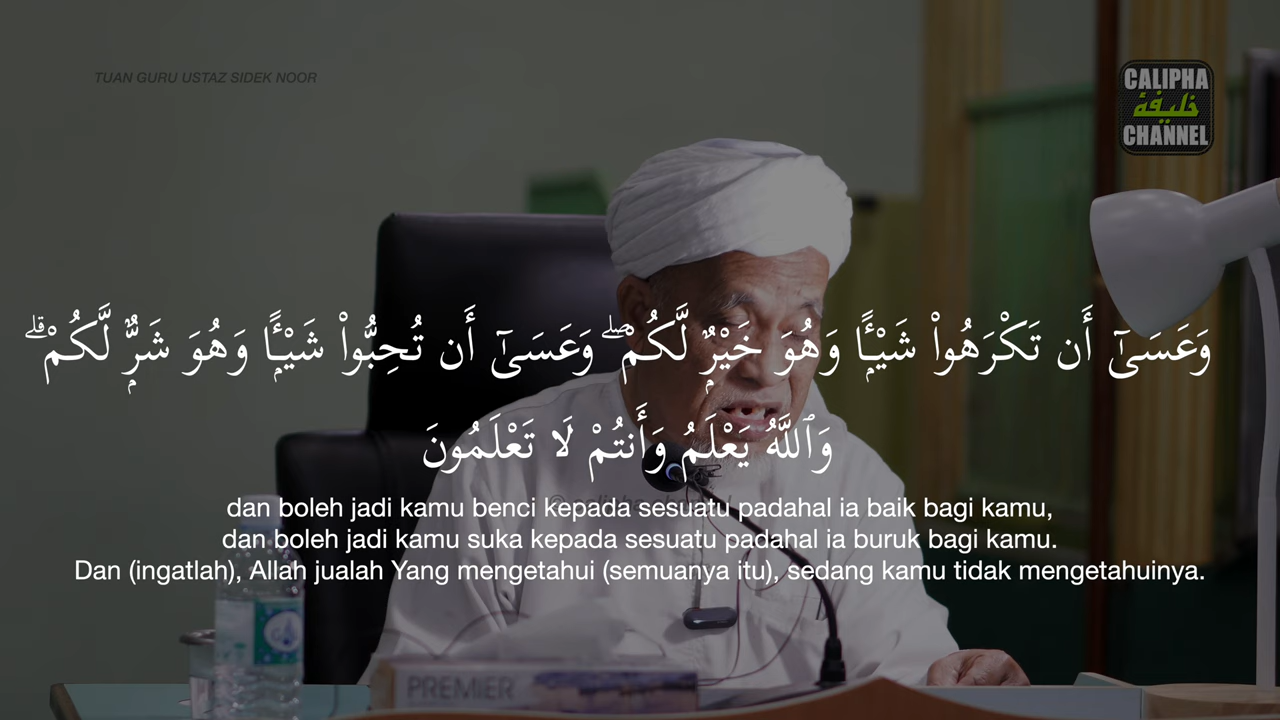 TUAN GURU USTAZ SIDEK NOOR
CALIPHA
خليفة
CHANNEL
وَعَسَىٰٓ أَن تَكْرَهُوا۟ شَيْـًٔا وَهُوَ خَيْرٌ لَّكُمْ ۖ وَعَسَىٰٓ أَن تُحِبُّوا۟ شَيْـًٔا وَهُوَ شَرٌّ لَّكُمْ ۗ
وَٱللَّهُ يَعْلَمُ وَأَنتُمْ لَا تَعْلَمُونَ
dan boleh jadi kamu benci kepada sesuatu padahal ia baik bagi kamu,
dan boleh jadi kamu suka kepada sesuatu padahal ia buruk bagi kamu.
Dan (ingatlah), Allah jualah Yang mengetahui (semuanya itu), sedang kamu tidak mengetahuinya.
PREMIER